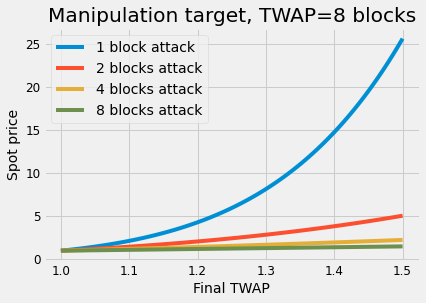 Manipulation target, TWAP=8 blocks
1 block attack
2 blocks attack
4 blocks attack
8 blocks attack
Spot price
25
20
15
10
5
0
1.0 1.1 1.2 1.3 1.4 1.5
Final TWAP